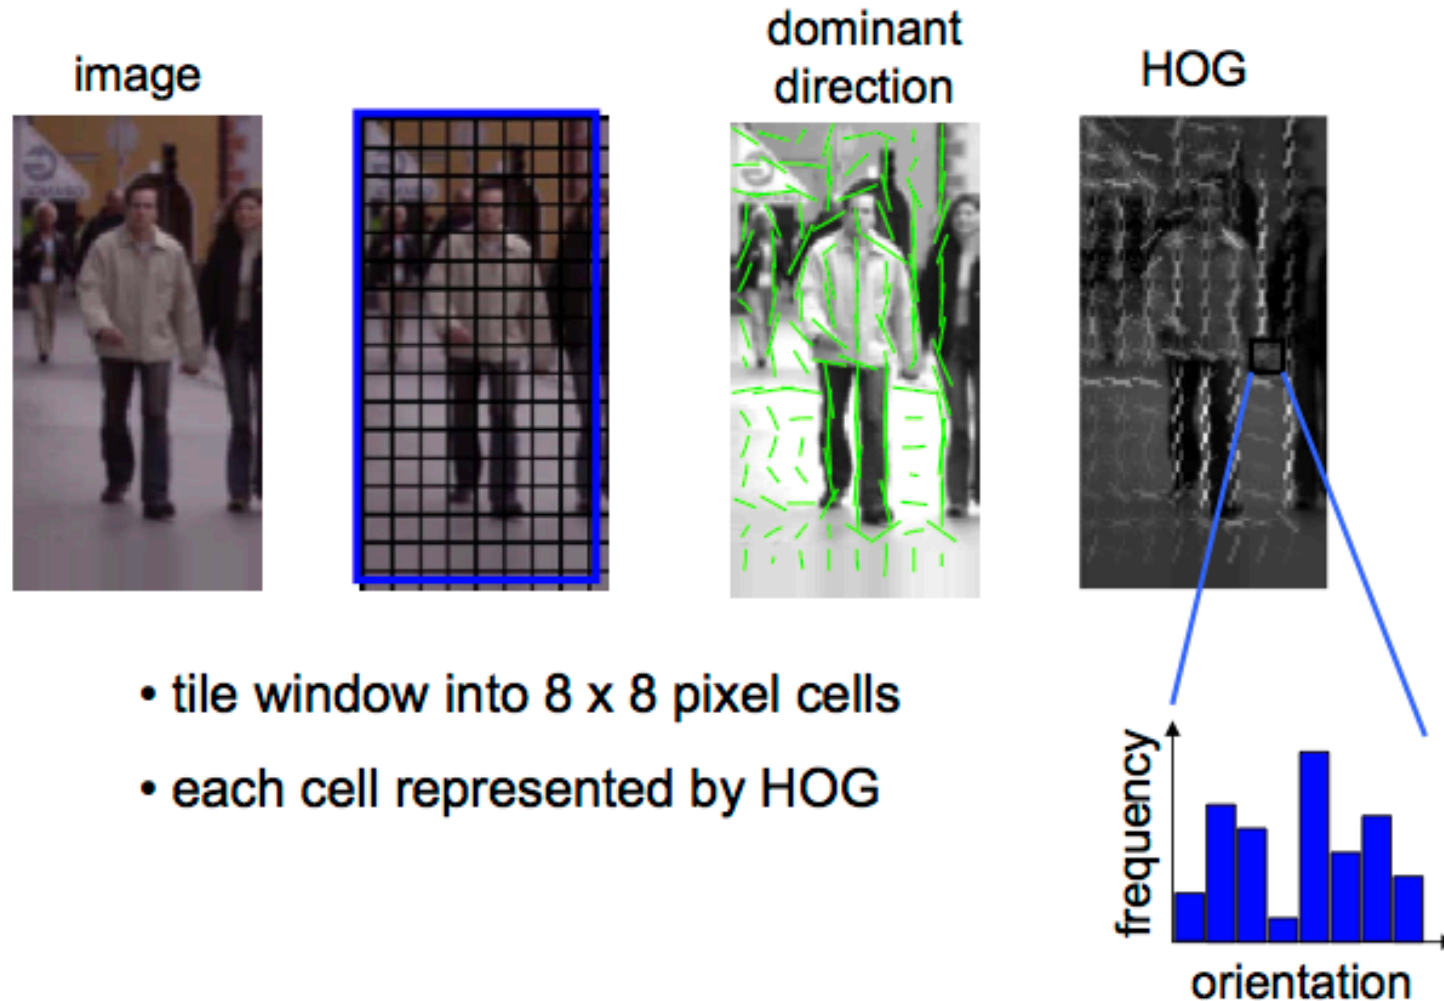 image
dominant
direction
HOG
• tile window into 8 x 8 pixel cells
• each cell represented by HOG
frequency
orientation